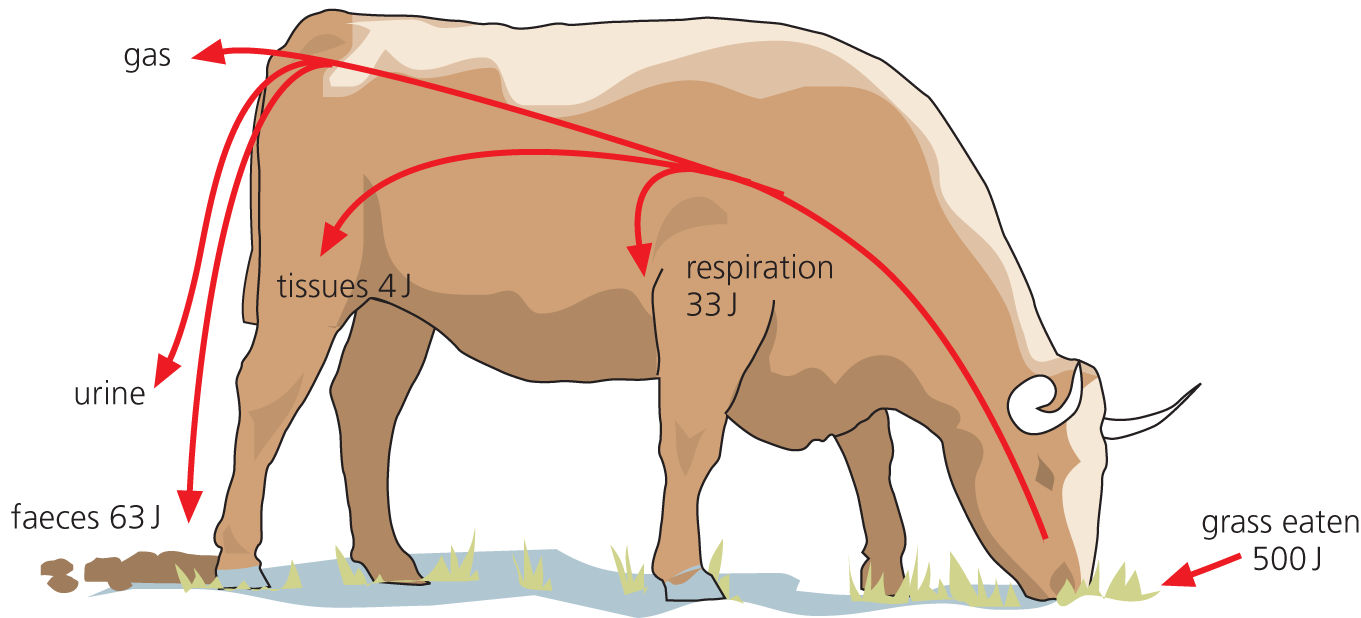 gas
tissues 4 J
respiration
33 J
urine
faeces 63 J
grass eaten
500 J